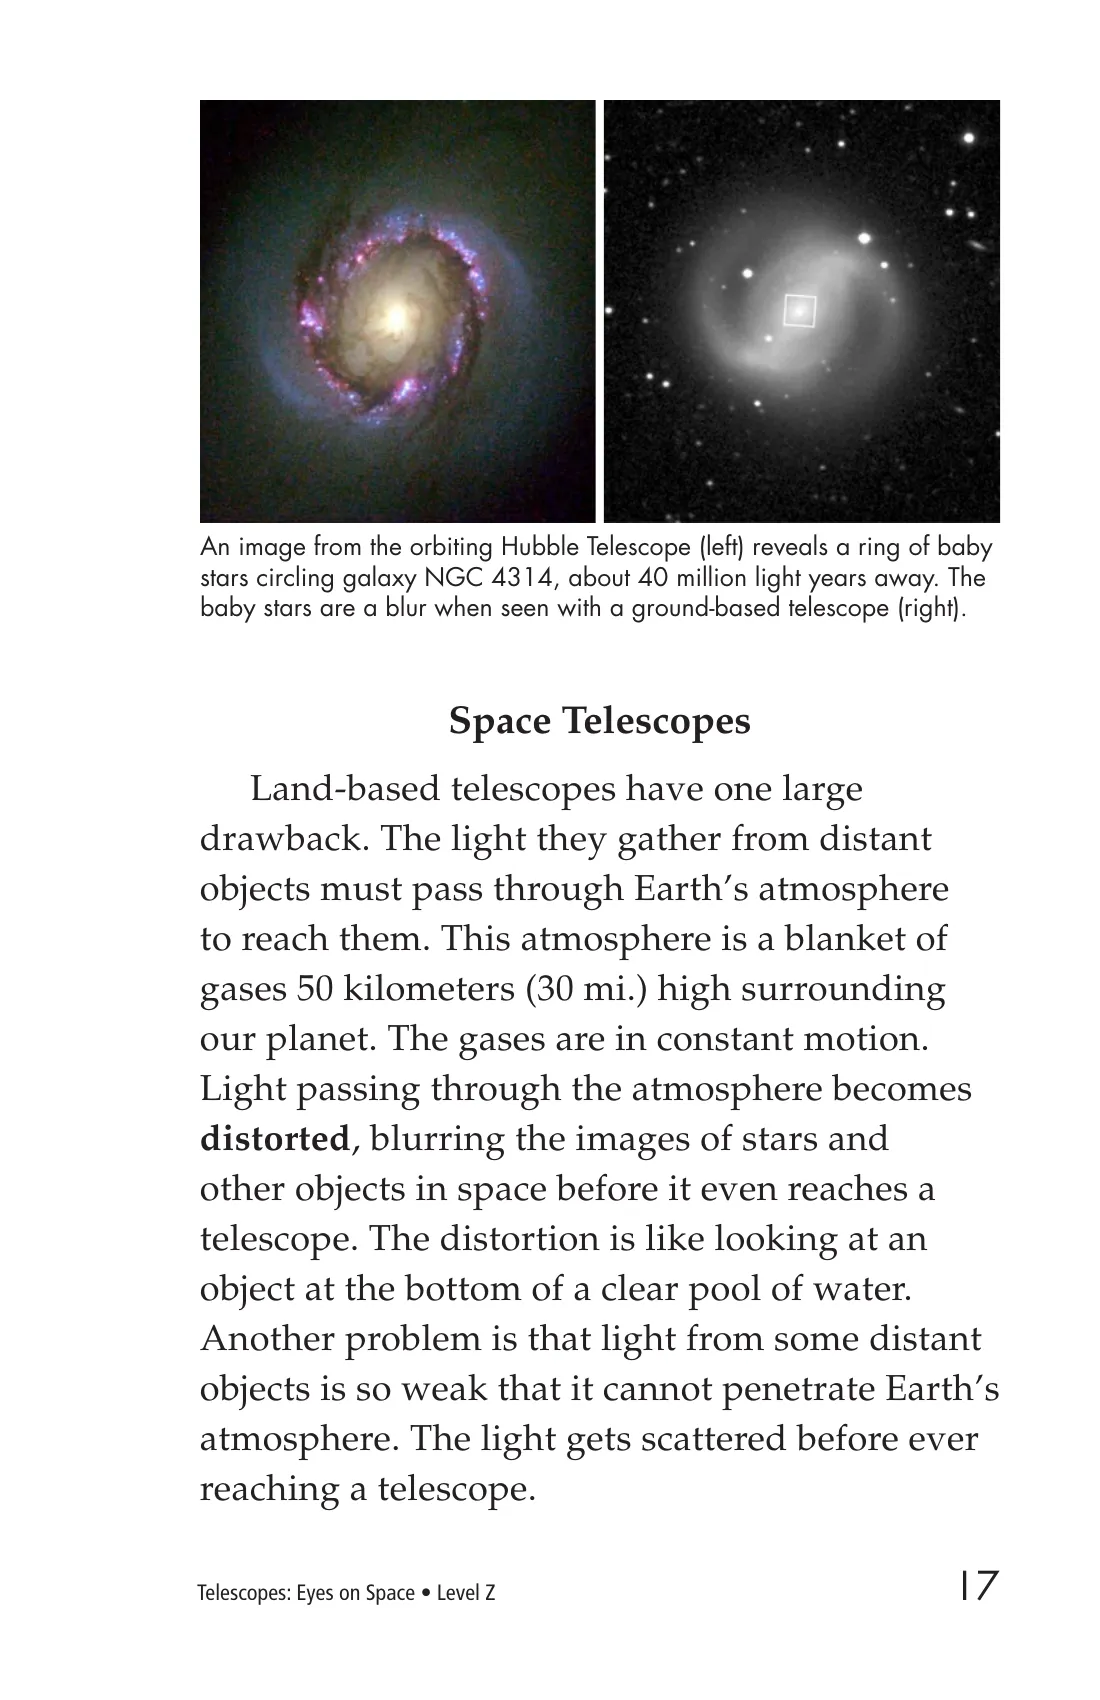 An image from the orbiting Hubble Telescope (left) reveals a ring of baby
stars circling galaxy NGC 4314, about 40 million light years away. The
baby stars are a blur when seen with a ground-based telescope (right).
Space Telescopes
Land-based telescopes have one large
drawback. The light they gather from distant
objects must pass through Earth’s atmosphere
to reach them. This atmosphere is a blanket of
gases 50 kilometers (30 mi.) high surrounding
our planet. The gases are in constant motion.
Light passing through the atmosphere becomes
distorted, blurring the images of stars and
other objects in space before it even reaches a
telescope. The distortion is like looking at an
object at the bottom of a clear pool of water.
Another problem is that light from some distant
objects is so weak that it cannot penetrate Earth’s
atmosphere. The light gets scattered before ever
reaching a telescope.
Telescopes: Eyes on Space • Level Z
17